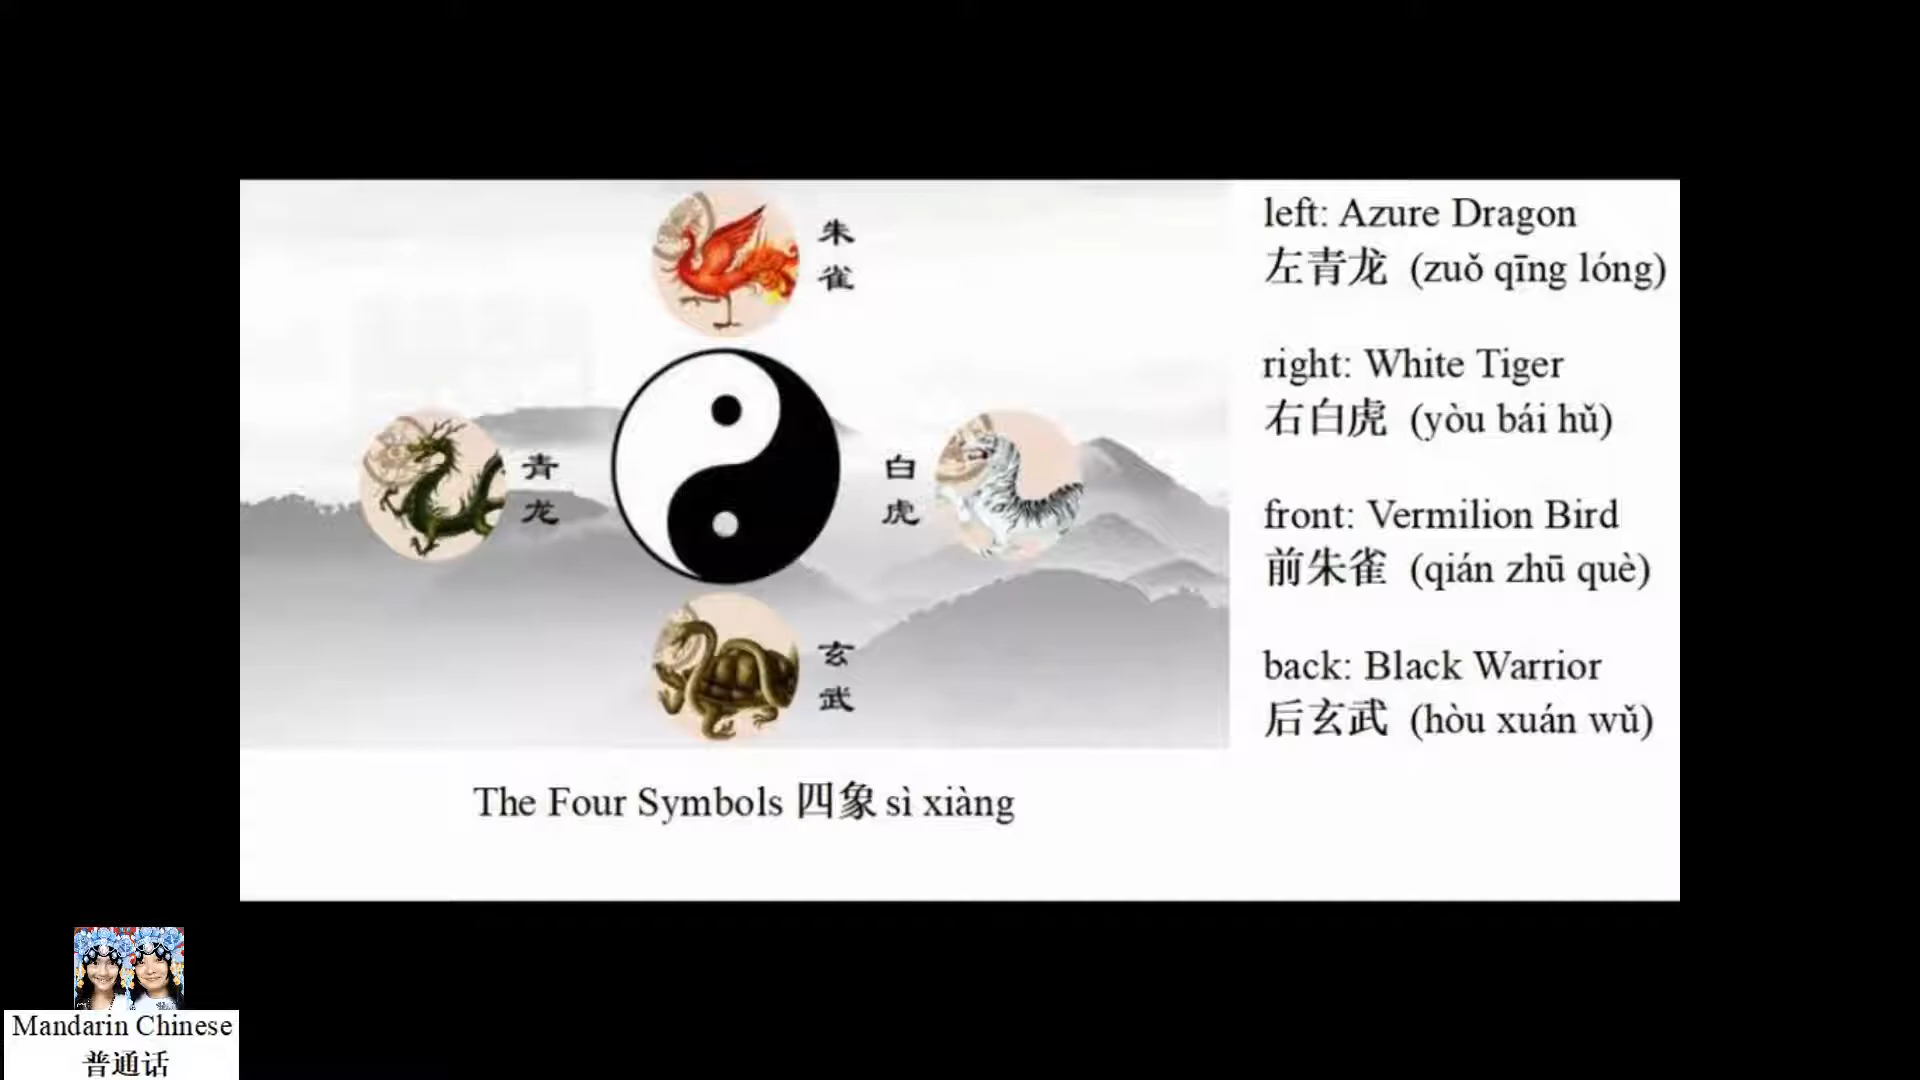 朱雀
青龙
白虎
玄武
The Four Symbols 四象 sì xiàng
left: Azure Dragon
左青龙 (zuǒ qīng lóng)
right: White Tiger
右白虎 (yòu bái hǔ)
front: Vermilion Bird
前朱雀 (qián zhū què)
back: Black Warrior
后玄武 (hòu xuán wǔ)
Mandarin Chinese
普通话